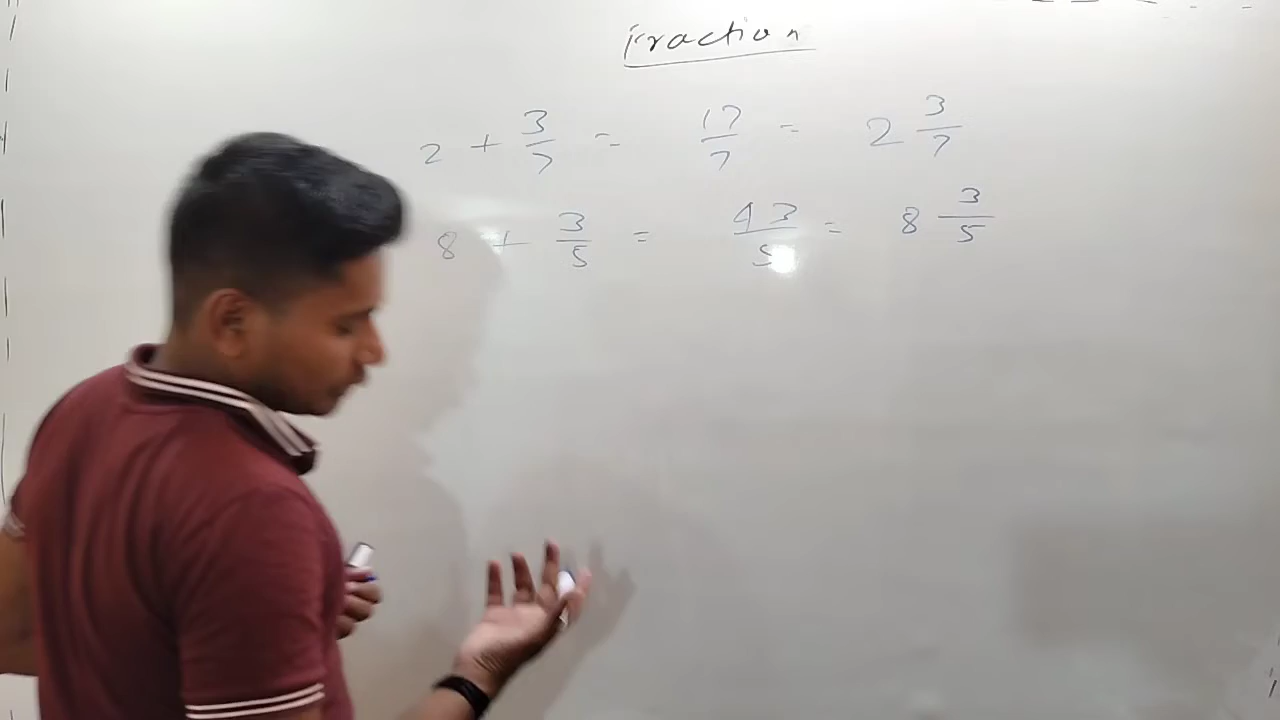 Fraction
2 + 3/7 = 17/7 = 2 3/7
8 + 3/5 = 43/5 = 8 3/5